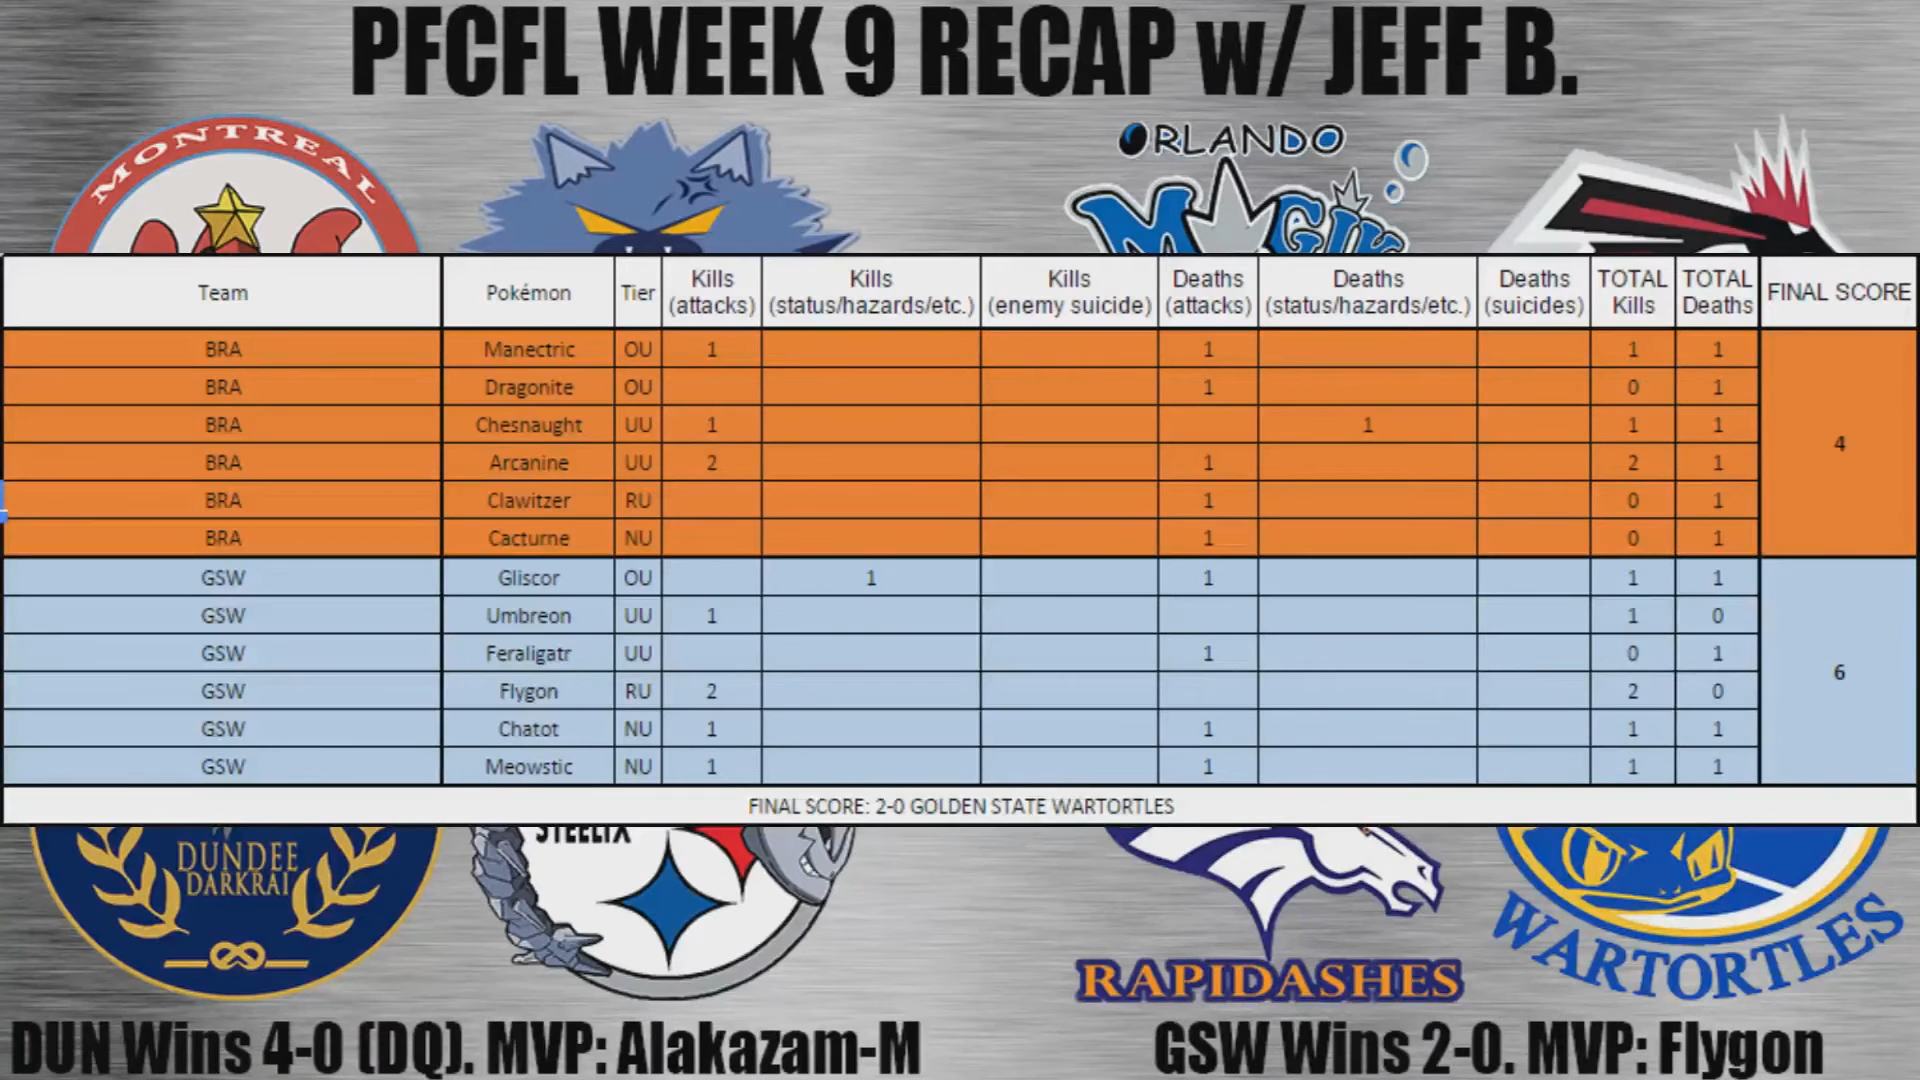 PFCFL WEEK 9 RECAP w/ JEFF B.
MONTREAL
ORLANDO
MAGIK
Team Pokémon Tier Kills (attacks) Kills (status/hazards/etc.) Kills (enemy suicide) Deaths (attacks) Deaths (status/hazards/etc.) Deaths (suicides) TOTAL Kills TOTAL Deaths FINAL SCORE
BRA Manectric OU 1 1 1 1
BRA Dragonite OU 1 0 1
BRA Chesnaught UU 1 1 1 1
BRA Arcanine UU 2 1 2 1
BRA Clawitzer RU 1 0 1
BRA Cacturne NU 1 0 1
4
GSW Gliscor OU 1 1 1 1
GSW Umbreon UU 1 1 0
GSW Feraligatr UU 1 0 1
GSW Flygon RU 2 2 0
GSW Chatot NU 1 1 1 1
GSW Meowstic NU 1 1 1 1
6
FINAL SCORE: 2-0 GOLDEN STATE WARTORTLES
DUNDEE
DARKRAI
STEELIX
RAPIDASHES
WARTORTLES
DUN Wins 4-0 (DQ). MVP: Alakazam-M
GSW Wins 2-0. MVP: Flygon